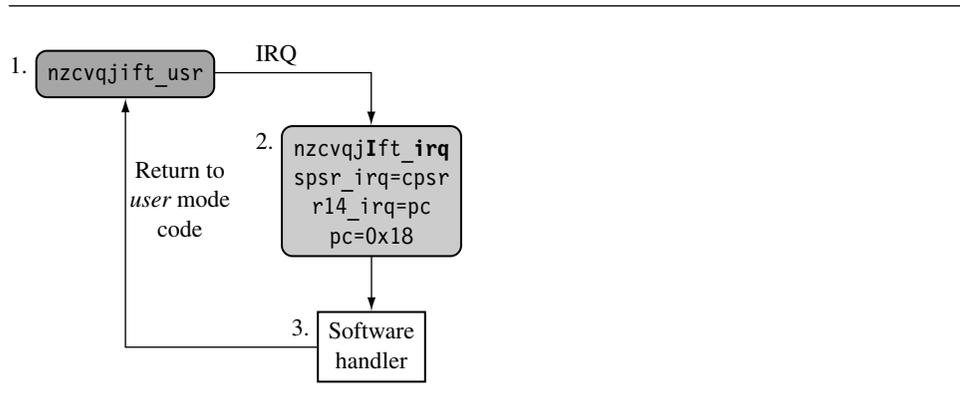 1. nzcvqjift_usr
IRQ
2. nzcvqjIft_irq
spsr_irq=cpsr
r14_irq=pc
pc=0x18
Return to
user mode
code
3. Software
handler